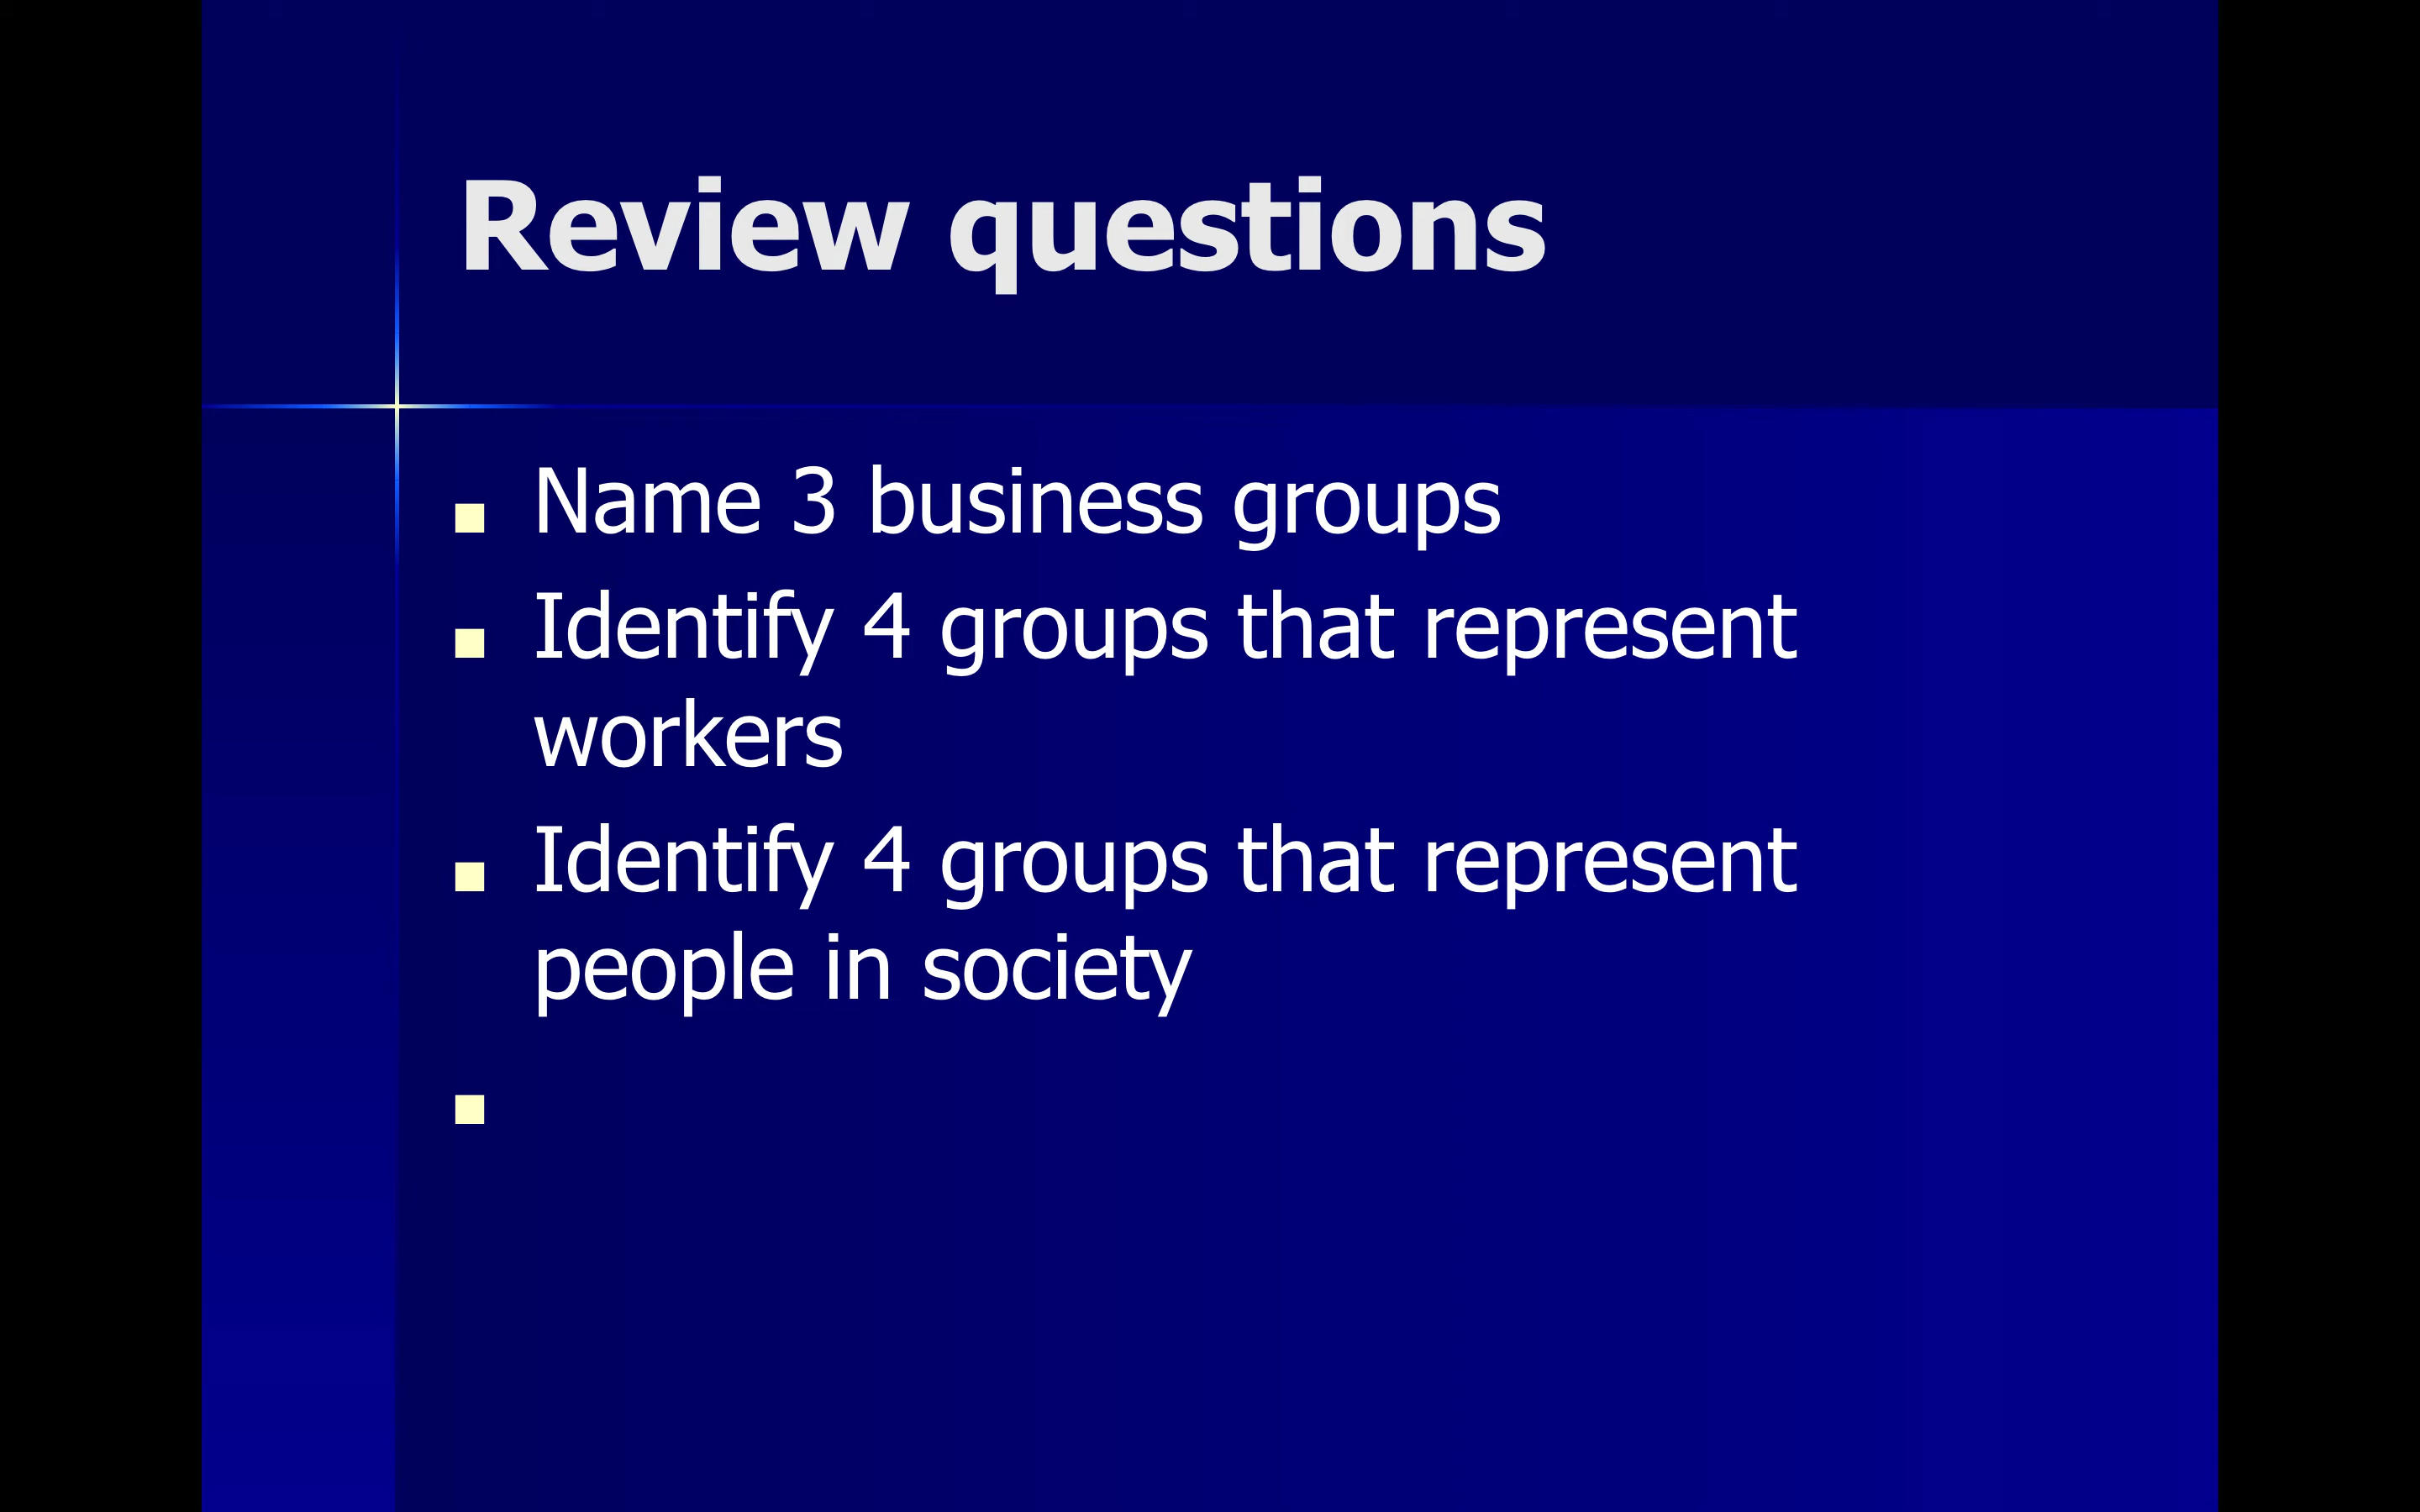 Review questions
Name 3 business groups
Identify 4 groups that represent
workers
Identify 4 groups that represent
people in society